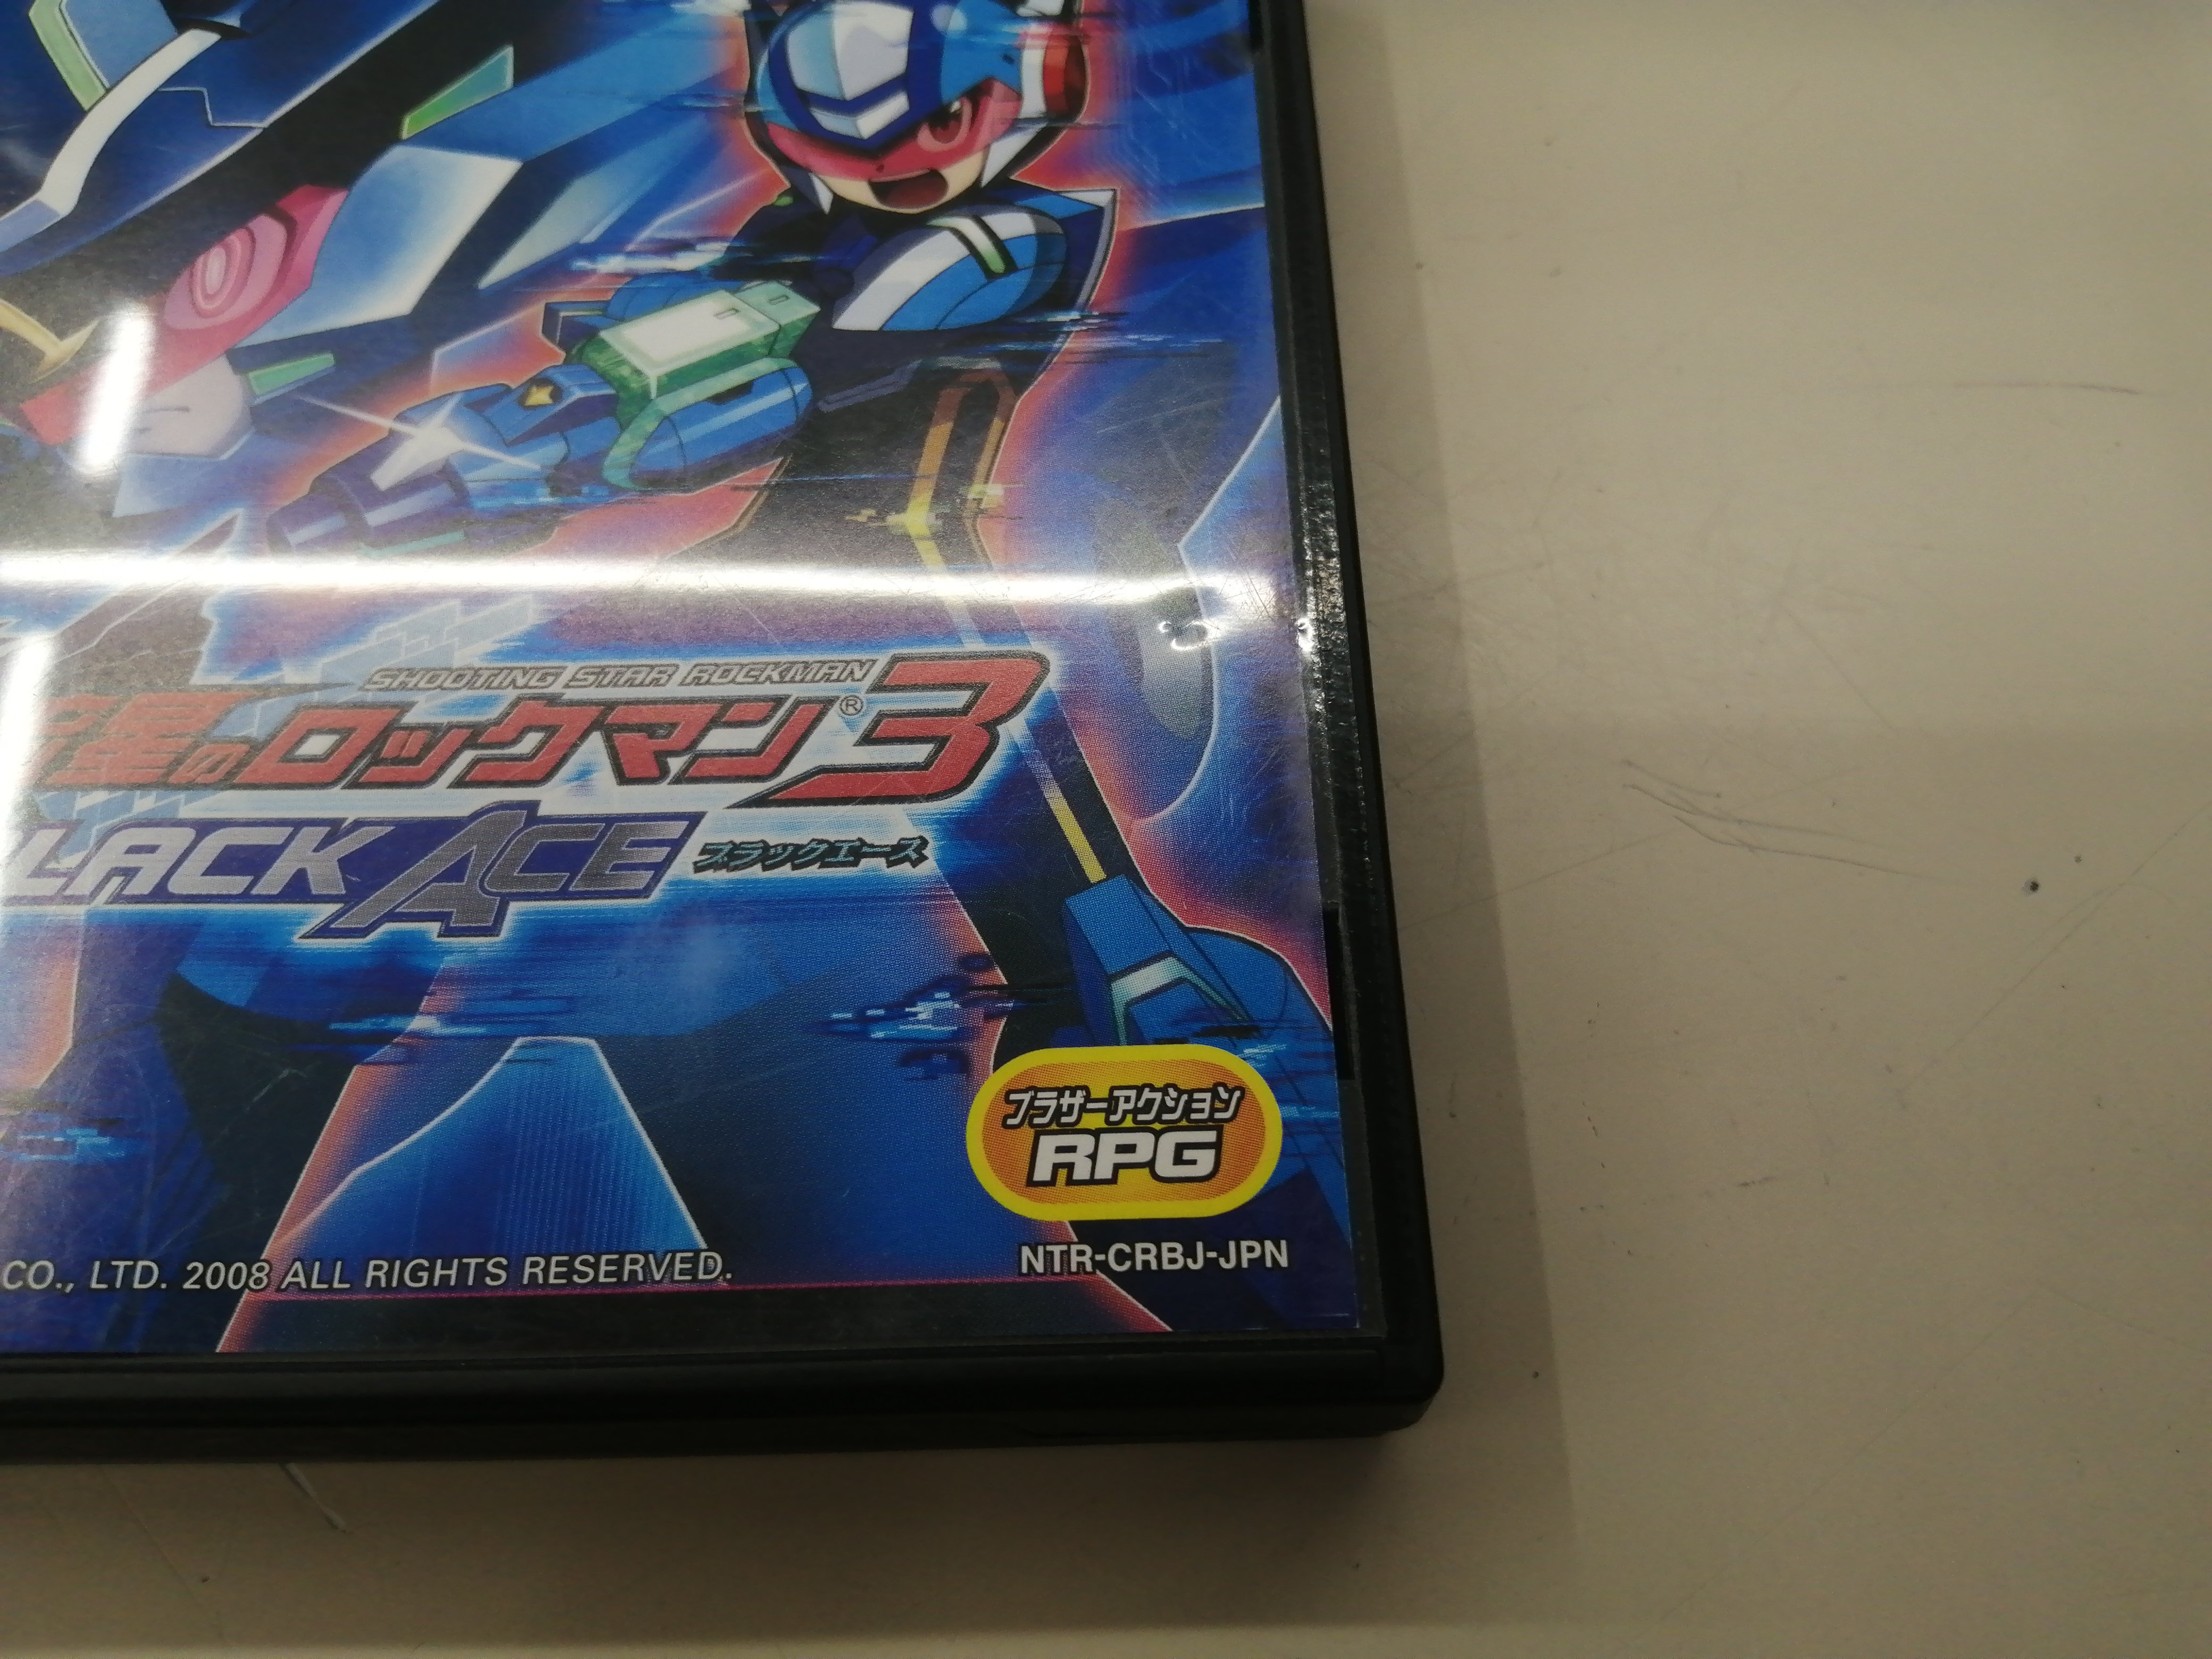 SHOOTING STAR ROCKMAN
星のロックマン®3
LACK ACE ブラックエース
ブラザーアクション
RPG
CO., LTD. 2008 ALL RIGHTS RESERVED.
NTR-CRBJ-JPN